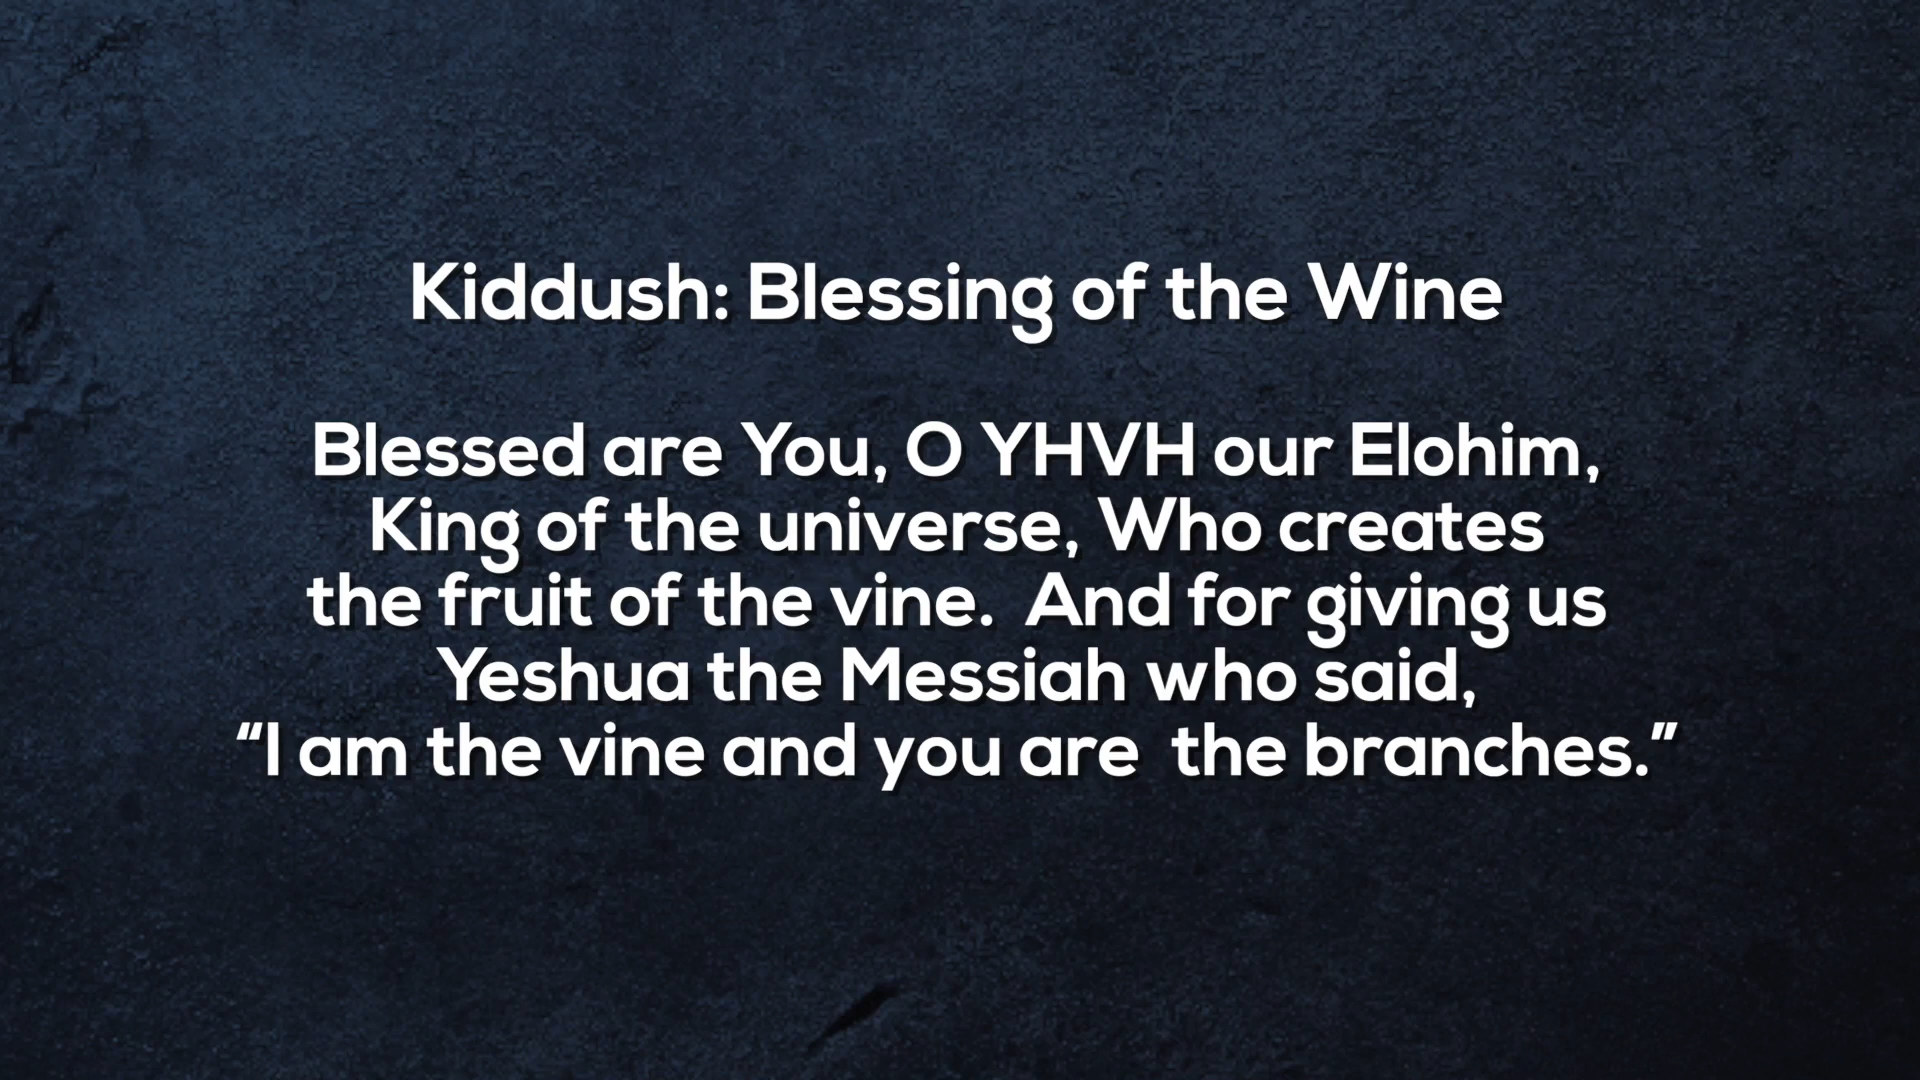 Kiddush: Blessing of the Wine
Blessed are You, O YHVH our Elohim,
King of the universe, Who creates
the fruit of the vine.  And for giving us
Yeshua the Messiah who said,
“I am the vine and you are  the branches.”